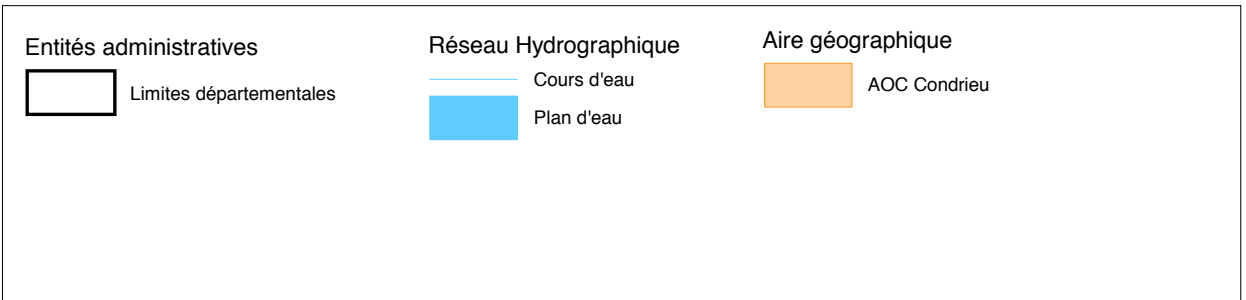 Entités administratives
Limites départementales
Réseau Hydrographique
Cours d'eau
Plan d'eau
Aire géographique
AOC Condrieu